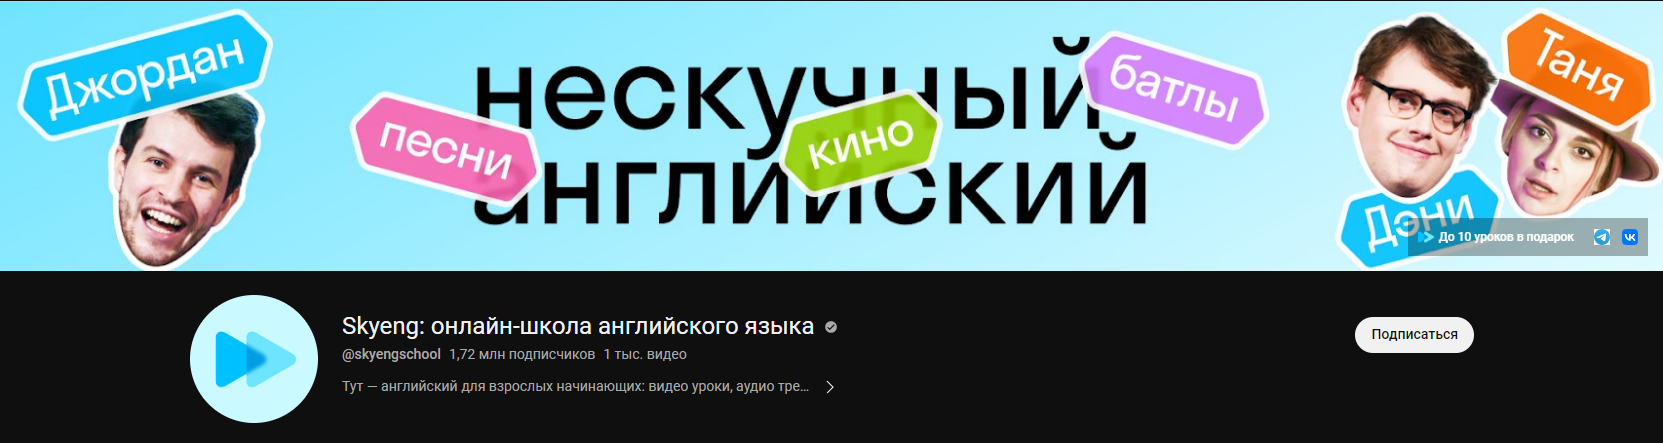 Джордан
нескучный
батлы
песни
кино
английский
Таня
Дэни
До 10 уроков в подарок
Skyeng: онлайн-школа английского языка
@skyengschool 1,72 млн подписчиков 1 тыс. видео
Тут — английский для взрослых начинающих: видео уроки, аудио тре...
Подписаться